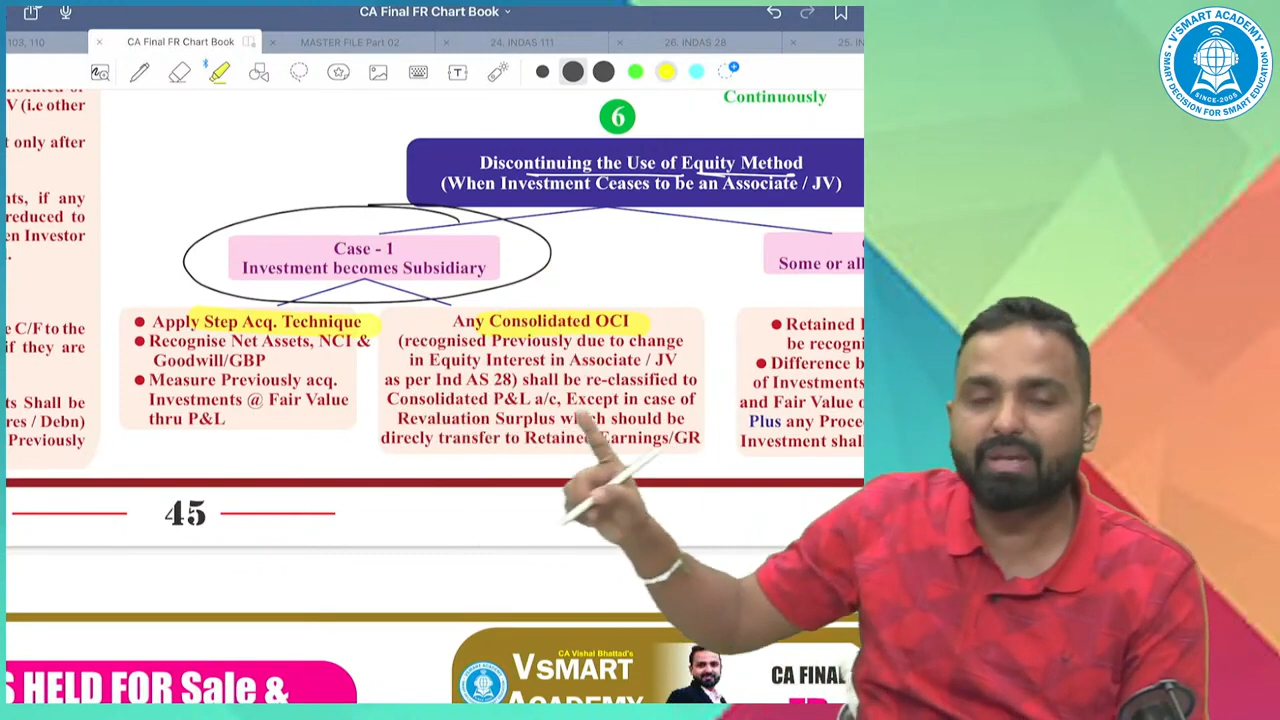 CA Final FR Chart Book
103, 110
CA Final FR Chart Book
MASTER FILE Part 02
24. INDAS 111
26. INDAS 28
25. IN
V'SMART ACADEMY
SMART DECISION FOR SMART EDUCATION
SINCE-2005
V (i.e other
t only after
nts, if any
reduced to
en Investor
e C/F to the
if they are
ts Shall be
res / Debn)
Previously
Continuously
6
Discontinuing the Use of Equity Method
(When Investment Ceases to be an Associate / JV)
Case - 1
Investment becomes Subsidiary
Some or all
Apply Step Acq. Technique
Recognise Net Assets, NCI &
Goodwill/GBP
Measure Previously acq.
Investments @ Fair Value
thru P&L
Any Consolidated OCI
(recognised Previously due to change
in Equity Interest in Associate / JV
as per Ind AS 28) shall be re-classified to
Consolidated P&L a/c, Except in case of
Revaluation Surplus which should be
direcly transfer to Retained Earnings/GR
Retained I
be recogni
Difference b
of Investments
and Fair Value o
Plus any Proce
Investment shal
45
S HELD FOR Sale &
CA Vishal Bhattad's
VSMART
ACADEMY
CA FINAL